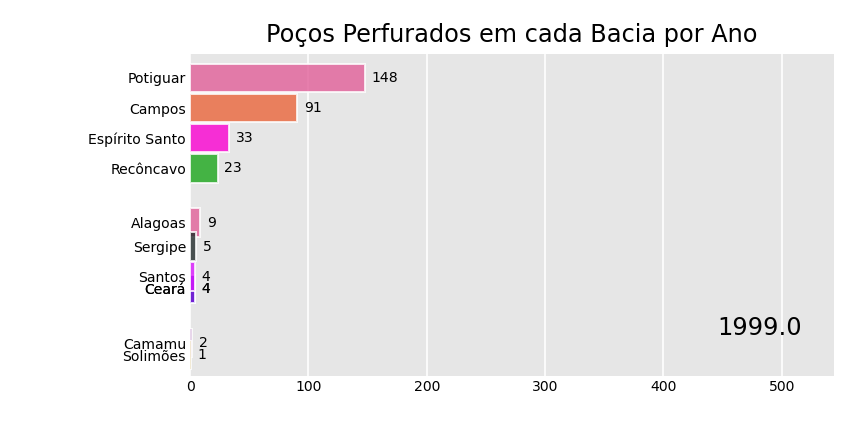 Poços Perfurados em cada Bacia por Ano
Potiguar 148
Campos 91
Espírito Santo 33
Recôncavo 23
Alagoas 9
Sergipe 5
Santos 4
Ceará 4
1999.0
Camamu 2
Solimões 1
0 100 200 300 400 500